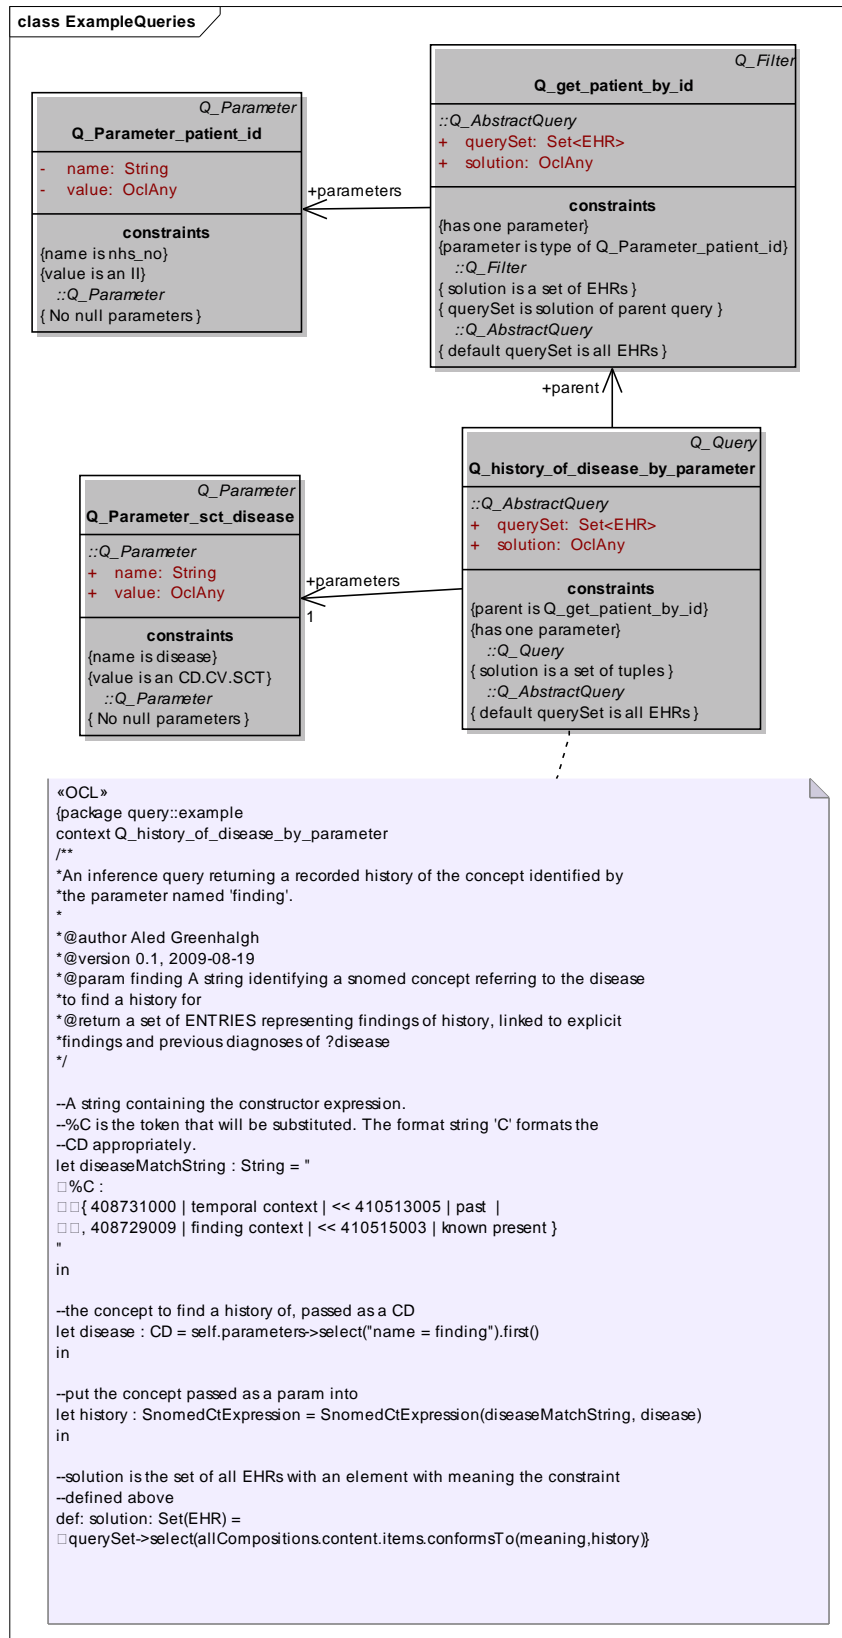 class ExampleQueries
Q_Filter
Q_get_patient_by_id
::Q_AbstractQuery
+ querySet: Set<EHR>
+ solution: OclAny
constraints
{has one parameter}
{parameter is type of Q_Parameter_patient_id}
::Q_Filter
{ solution is a set of EHRs }
{ querySet is solution of parent query }
::Q_AbstractQuery
{ default querySet is all EHRs }
Q_Parameter
Q_Parameter_patient_id
- name: String
- value: OclAny
constraints
{name is nhs_no}
{value is an II}
::Q_Parameter
{ No null parameters }
+parameters
+parent
Q_Query
Q_history_of_disease_by_parameter
::Q_AbstractQuery
+ querySet: Set<EHR>
+ solution: OclAny
constraints
{parent is Q_get_patient_by_id}
{has one parameter}
::Q_Query
{ solution is a set of tuples }
::Q_AbstractQuery
{ default querySet is all EHRs }
Q_Parameter
Q_Parameter_sct_disease
::Q_Parameter
+ name: String
+ value: OclAny
constraints
{name is disease}
{value is an CD.CV.SCT}
::Q_Parameter
{ No null parameters }
+parameters
1
«OCL»
{package query::example
context Q_history_of_disease_by_parameter
/**
*An inference query returning a recorded history of the concept identified by
*the parameter named 'finding'.
*
*@author Aled Greenhalgh
*@version 0.1, 2009-08-19
*@param finding A string identifying a snomed concept referring to the disease
*to find a history for
*@return a set of ENTRIES representing findings of history, linked to explicit
*findings and previous diagnoses of ?disease
*/
--A string containing the constructor expression.
--%C is the token that will be substituted. The format string 'C' formats the
--CD appropriately.
let diseaseMatchString : String = "
□%C :
□□{ 408731000 | temporal context | << 410513005 | past |
□□, 408729009 | finding context | << 410515003 | known present }
"
in
--the concept to find a history of, passed as a CD
let disease : CD = self.parameters->select("name = finding").first()
in
--put the concept passed as a param into
let history : SnomedCtExpression = SnomedCtExpression(diseaseMatchString, disease)
in
--solution is the set of all EHRs with an element with meaning the constraint
--defined above
def: solution: Set(EHR) =
□querySet->select(allCompositions.content.items.conformsTo(meaning,history)}